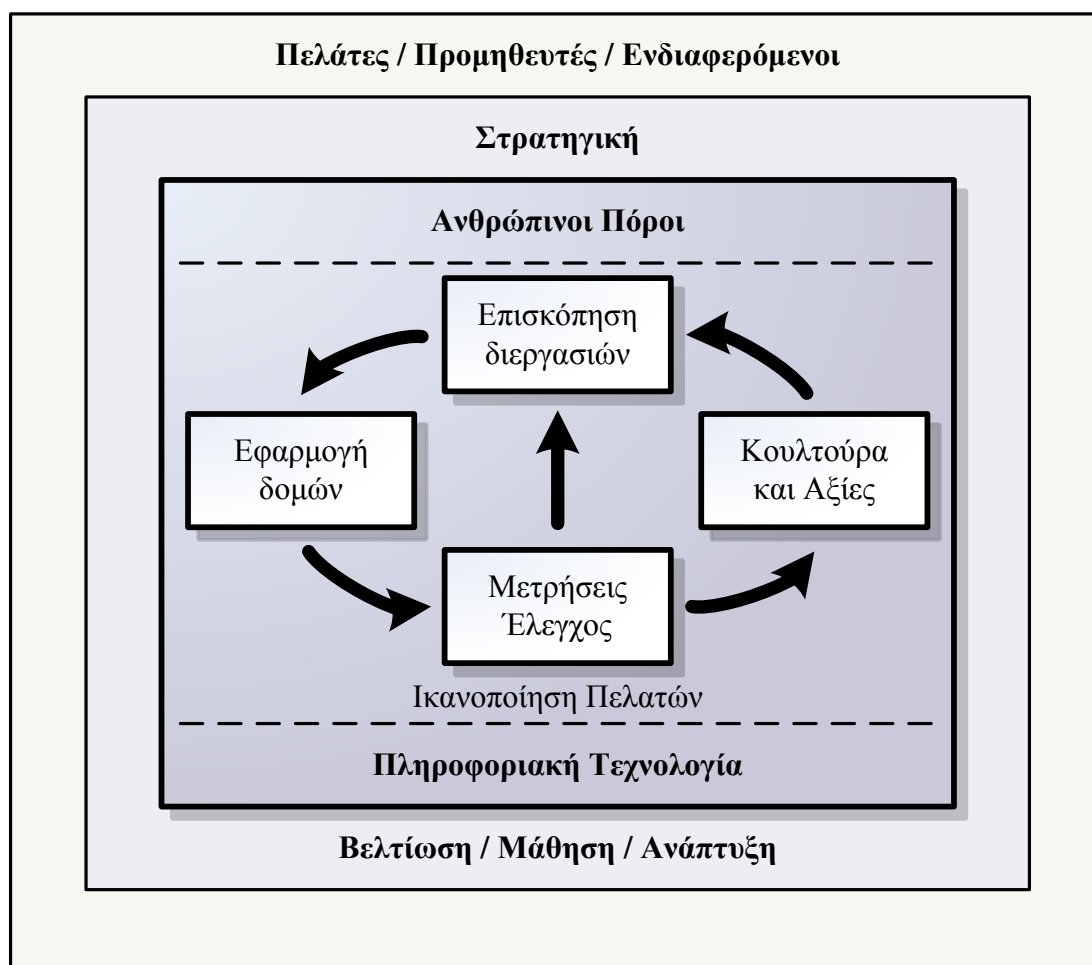 Πελάτες / Προμηθευτές / Ενδιαφερόμενοι
Στρατηγική
Ανθρώπινοι Πόροι
Επισκόπηση
διεργασιών
Εφαρμογή
δομών
Κουλτούρα
και Αξίες
Μετρήσεις
Έλεγχος
Ικανοποίηση Πελατών
Πληροφοριακή Τεχνολογία
Βελτίωση / Μάθηση / Ανάπτυξη